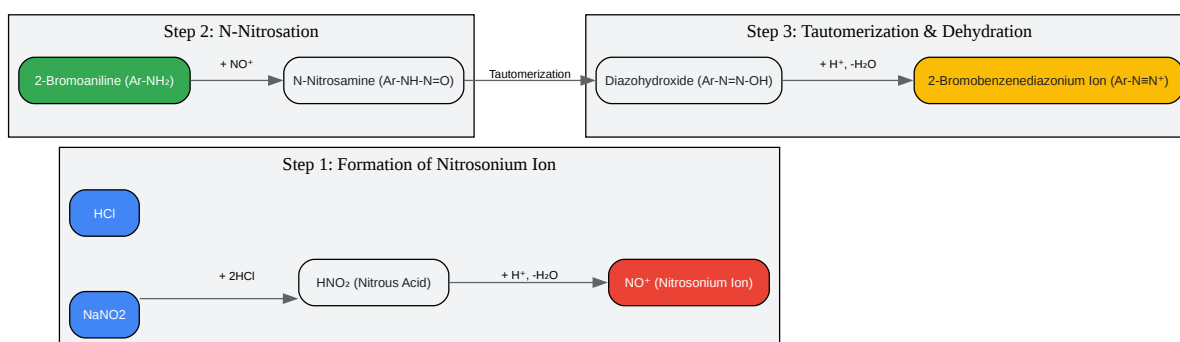 Step 2: N-Nitrosation
2-Bromoaniline (Ar-NH₂)
+ NO⁺
N-Nitrosamine (Ar-NH-N=O)
Tautomerization
Step 3: Tautomerization & Dehydration
Diazohydroxide (Ar-N=N-OH)
+ H⁺, -H₂O
2-Bromobenzenediazonium Ion (Ar-N≡N⁺)
Step 1: Formation of Nitrosonium Ion
HCl
NaNO2
+ 2HCl
HNO₂ (Nitrous Acid)
+ H⁺, -H₂O
NO⁺ (Nitrosonium Ion)